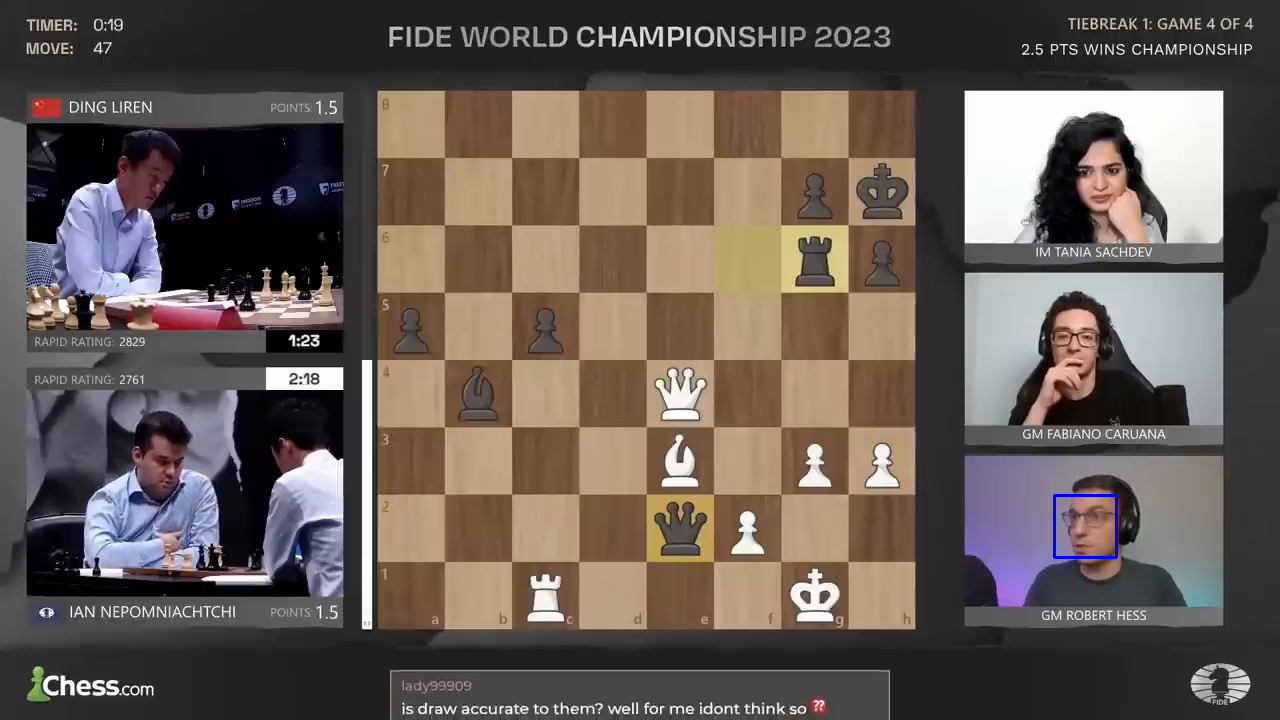 TIMER: 0:19
MOVE: 47
FIDE WORLD CHAMPIONSHIP 2023
TIEBREAK 1: GAME 4 OF 4
2.5 PTS WINS CHAMPIONSHIP
DING LIREN POINTS: 1.5
RAPID RATING: 2829 1:23
RAPID RATING: 2761 2:18
IAN NEPOMNIACHTCHI POINTS: 1.5
8
7
6
5
4
3
2
1
a b c d e f g h
IM TANIA SACHDEV
GM FABIANO CARUANA
GM ROBERT HESS
Chess.com
lady99909
is draw accurate to them? well for me idont think so ⁇
FIDE